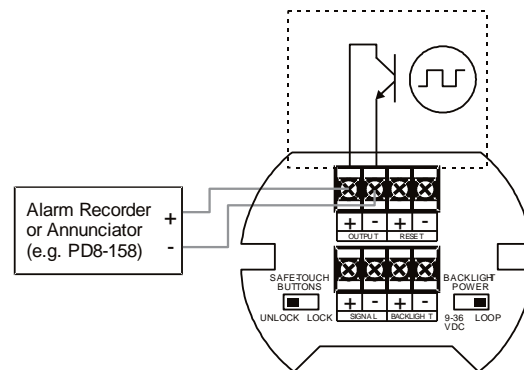 Alarm Recorder
or Annunciator
(e.g. PD8-158)
+
-
+ - + -
OUTPUT RESET
SAFE-TOUCH
BUTTONS
UNLOCK LOCK
+ - + -
SIGNAL BACKLIGHT
BACKLIGHT
POWER
9-36
VDC
LOOP